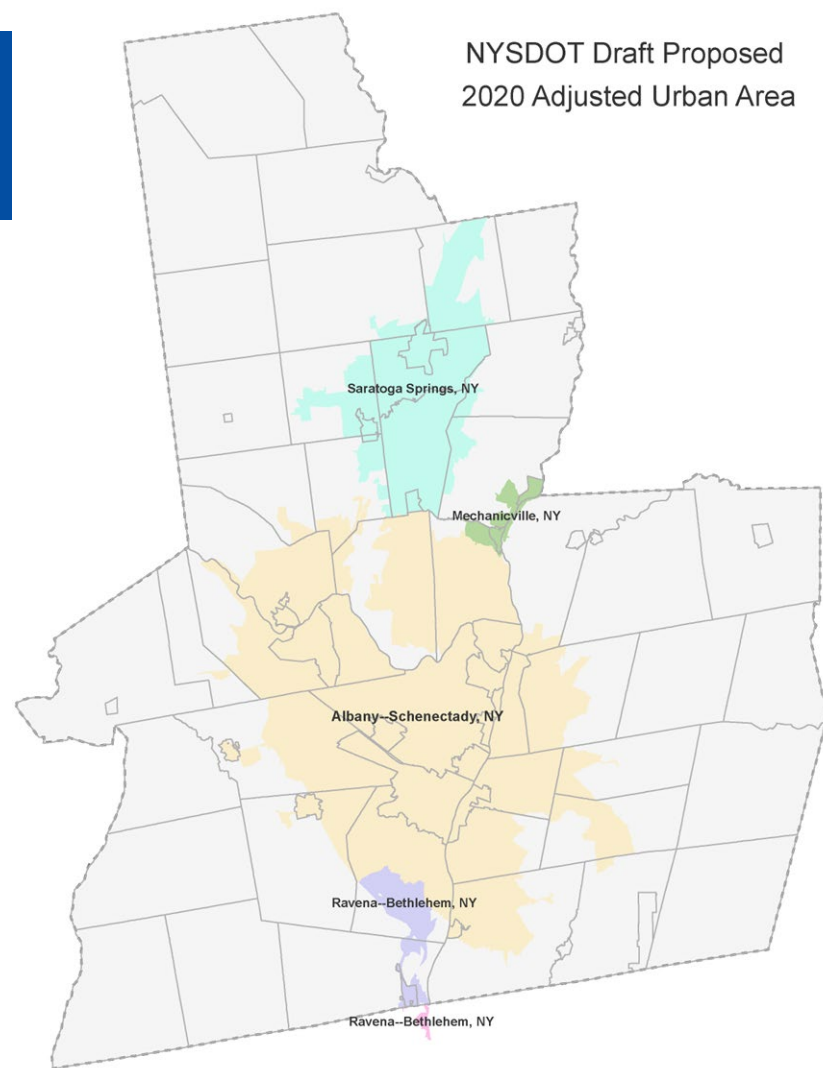 NYSDOT Draft Proposed
2020 Adjusted Urban Area
Saratoga Springs, NY
Mechanicville, NY
Albany--Schenectady, NY
Ravena--Bethlehem, NY
Ravena--Bethlehem, NY